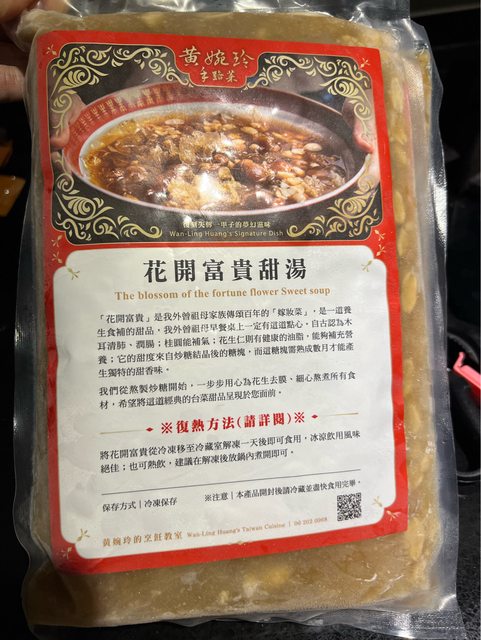 黃婉玲
手路菜
復刻失傳一甲子的夢幻滋味
Wan-Ling Huang's Signature Dish
花開富貴甜湯
The blossom of the fortune flower Sweet soup
「花開富貴」是我外曾祖母家族傳頌百年的「嫁妝菜」，是一道養
生食補的甜品，我外曾祖母早餐桌上一定有這道點心，自古認為木
耳清肺、潤腸；桂圓能補氣；花生仁則有健康的油脂，能夠補充營
養；它的甜度來自炒糖結晶後的糖塊，而這糖塊需熟成數月才能產
生獨特的甜香味。
我們從熬製炒糖開始，一步步用心為花生去膜、細心熬煮所有食
材，希望將這道經典的台菜甜品呈現於您面前。
※復熱方法(請詳閱)※
將花開富貴從冷凍移至冷藏室解凍一天後即可食用，冰涼飲用風味
絕佳；也可熱飲，建議在解凍後放鍋內煮開即可。
保存方式｜冷凍保存
※注意｜本產品開封後請冷藏並盡快食用完畢。
黃婉玲的烹飪教室 Wan-Ling Huang's Taiwan Cuisine | 06 202 0068